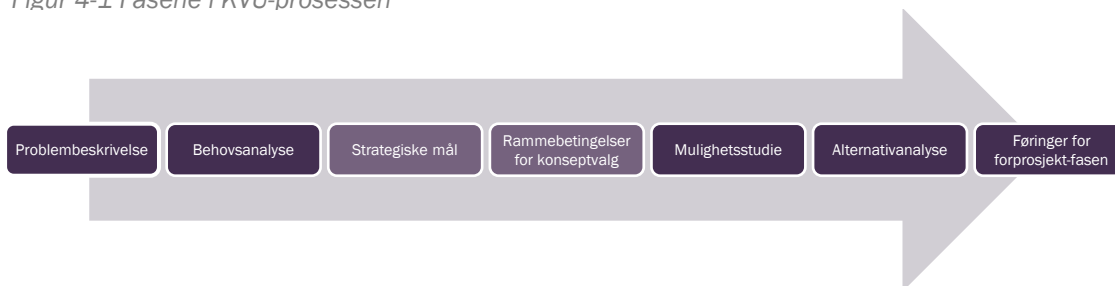 Figur 4-1 Fasene i KVU-prosessen
Problembeskrivelse
Behovsanalyse
Strategiske mål
Rammebetingelser
for konseptvalg
Mulighetsstudie
Alternativanalyse
Føringer for
forprosjekt-fasen